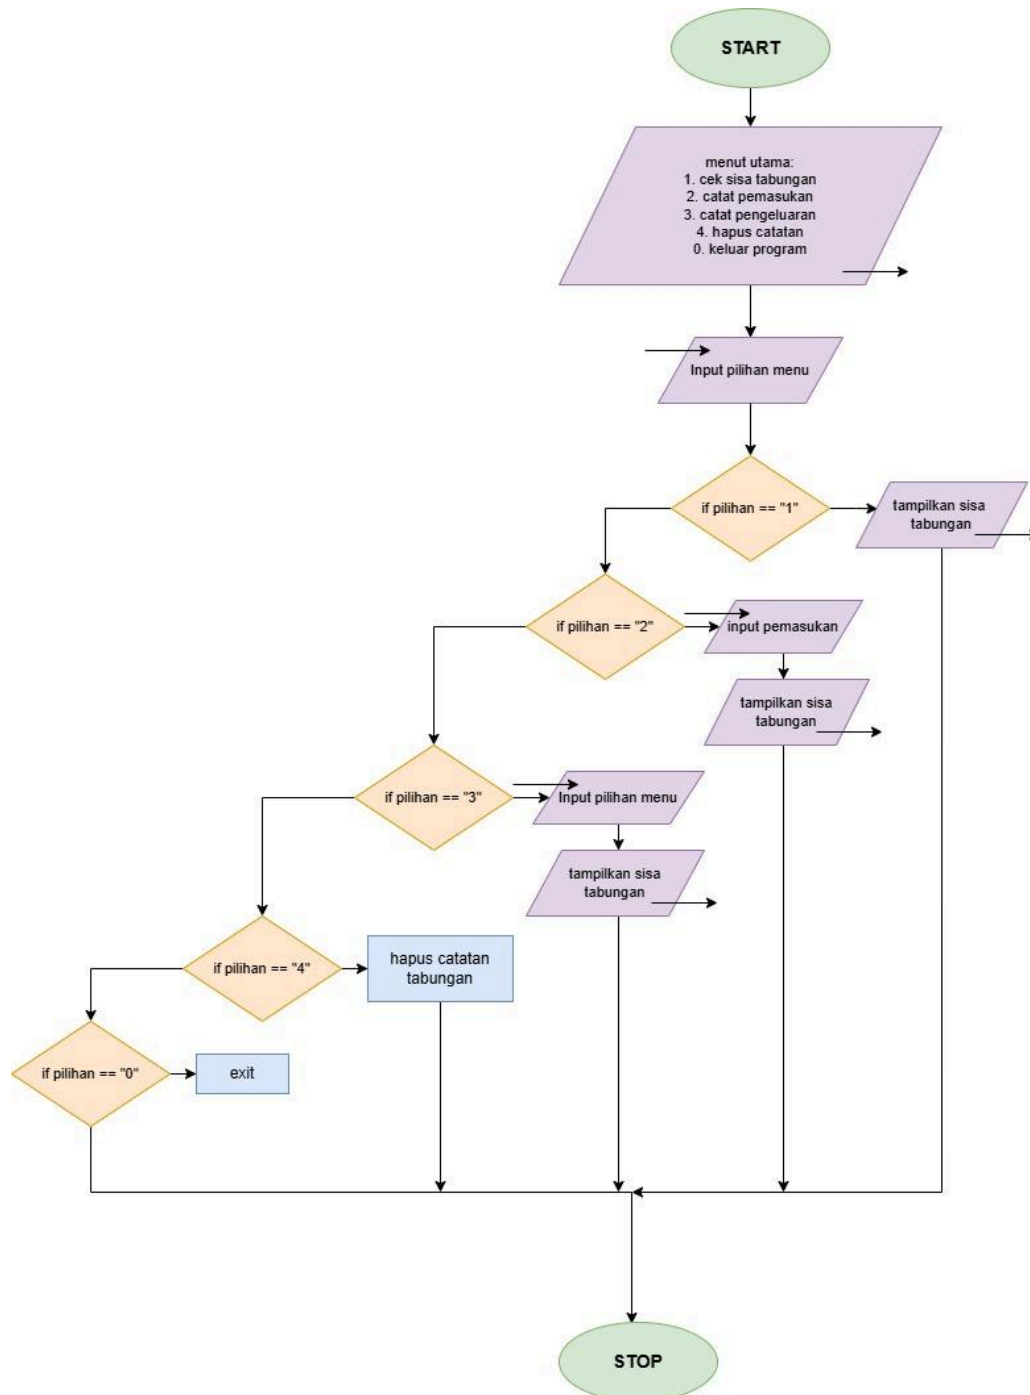 START
menut utama:
1. cek sisa tabungan
2. catat pemasukan
3. catat pengeluaran
4. hapus catatan
0. keluar program
Input pilihan menu
if pilihan == "1"
tampilkan sisa
tabungan
if pilihan == "2"
input pemasukan
tampilkan sisa
tabungan
if pilihan == "3"
Input pilihan menu
tampilkan sisa
tabungan
if pilihan == "4"
hapus catatan
tabungan
if pilihan == "0"
exit
STOP